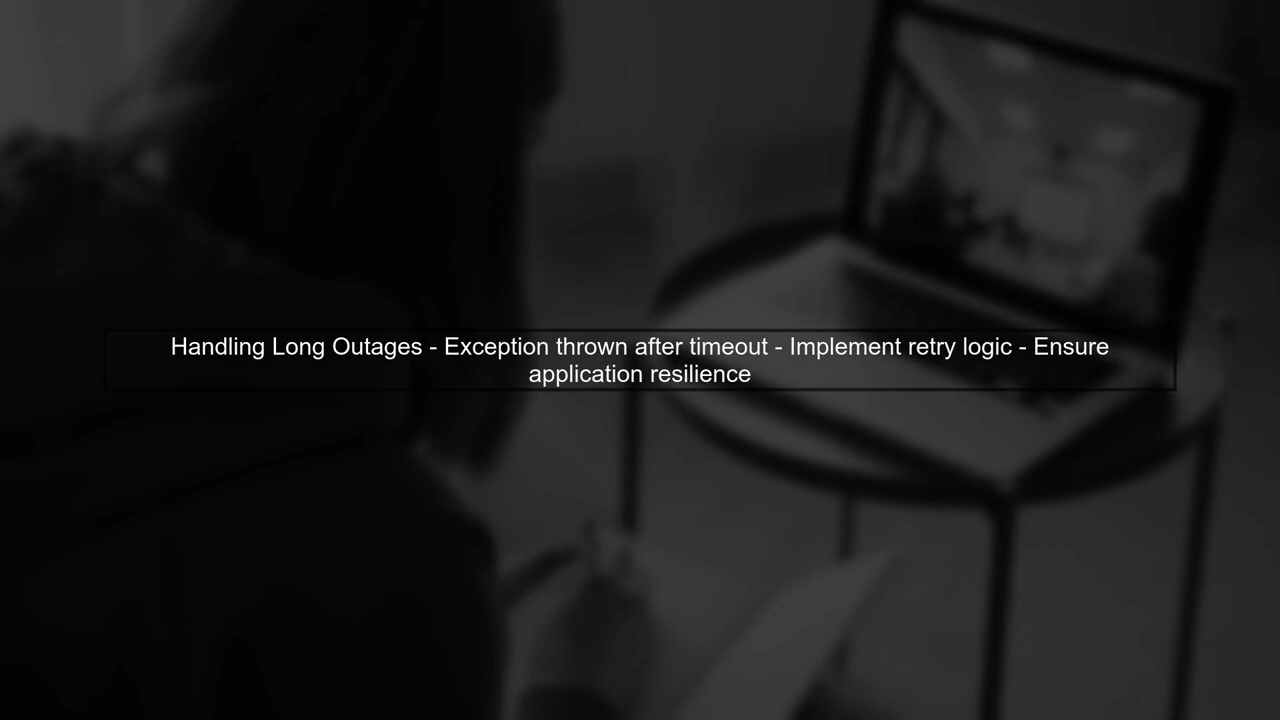 Handling Long Outages - Exception thrown after timeout - Implement retry logic - Ensure
application resilience